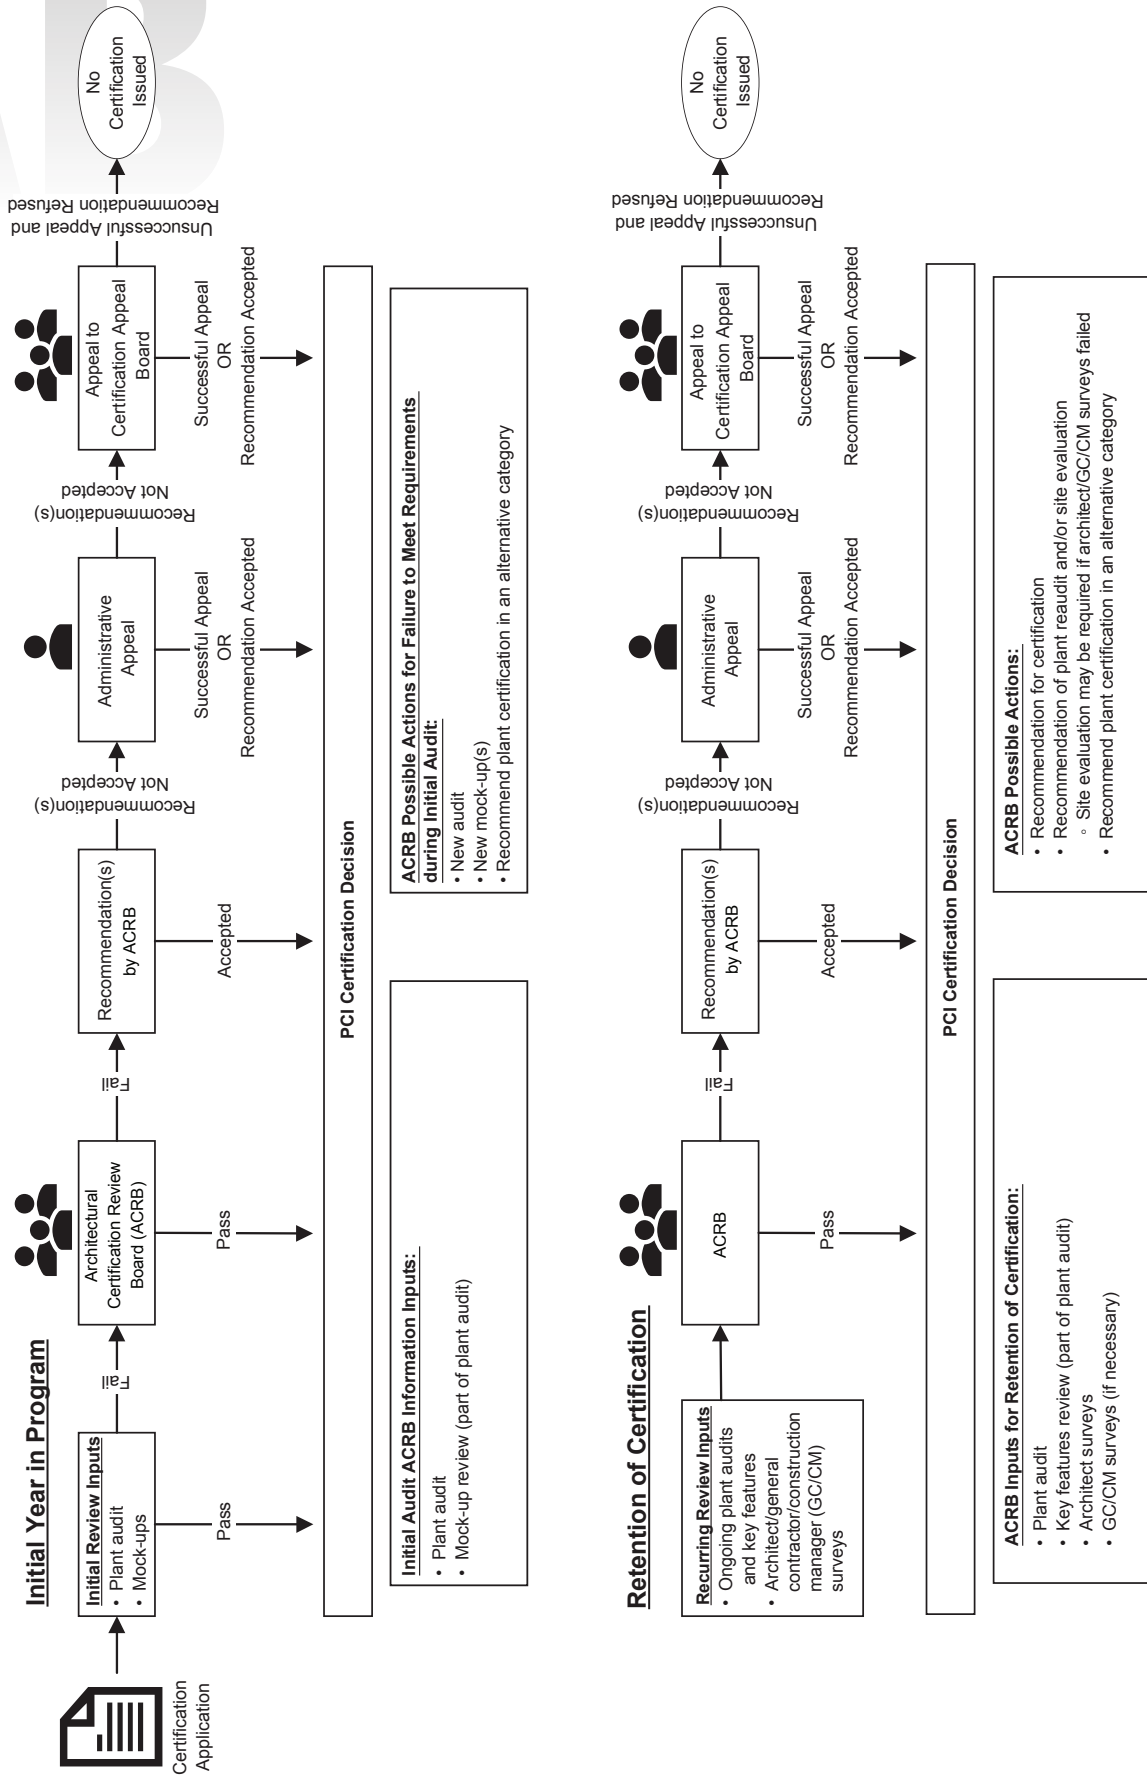 Initial Year in Program
Certification
Application
Initial Review Inputs
• Plant audit
• Mock-ups
Fail
Pass
Architectural
Certification Review
Board (ACRB)
Fail
Pass
Recommendation(s)
by ACRB
Recommendation(s)
Not Accepted
Accepted
Administrative
Appeal
Recommendation(s)
Not Accepted
Successful Appeal
OR
Recommendation Accepted
Appeal to
Certification Appeal
Board
Unsuccessful Appeal and
Recommendation Refused
Successful Appeal
OR
Recommendation Accepted
No
Certification
Issued
PCI Certification Decision
Initial Audit ACRB Information Inputs:
• Plant audit
• Mock-up review (part of plant audit)
ACRB Possible Actions for Failure to Meet Requirements
during Initial Audit:
• New audit
• New mock-up(s)
• Recommend plant certification in an alternative category
Retention of Certification
Recurring Review Inputs
• Ongoing plant audits
and key features
• Architect/general
contractor/construction
manager (GC/CM)
surveys
ACRB
Fail
Pass
Recommendation(s)
by ACRB
Recommendation(s)
Not Accepted
Accepted
Administrative
Appeal
Recommendation(s)
Not Accepted
Successful Appeal
OR
Recommendation Accepted
Appeal to
Certification Appeal
Board
Unsuccessful Appeal and
Recommendation Refused
Successful Appeal
OR
Recommendation Accepted
No
Certification
Issued
PCI Certification Decision
ACRB Inputs for Retention of Certification:
• Plant audit
• Key features review (part of plant audit)
• Architect surveys
• GC/CM surveys (if necessary)
ACRB Possible Actions:
• Recommendation for certification
• Recommendation of plant reaudit and/or site evaluation
◦ Site evaluation may be required if architect/GC/CM surveys failed
• Recommend plant certification in an alternative category